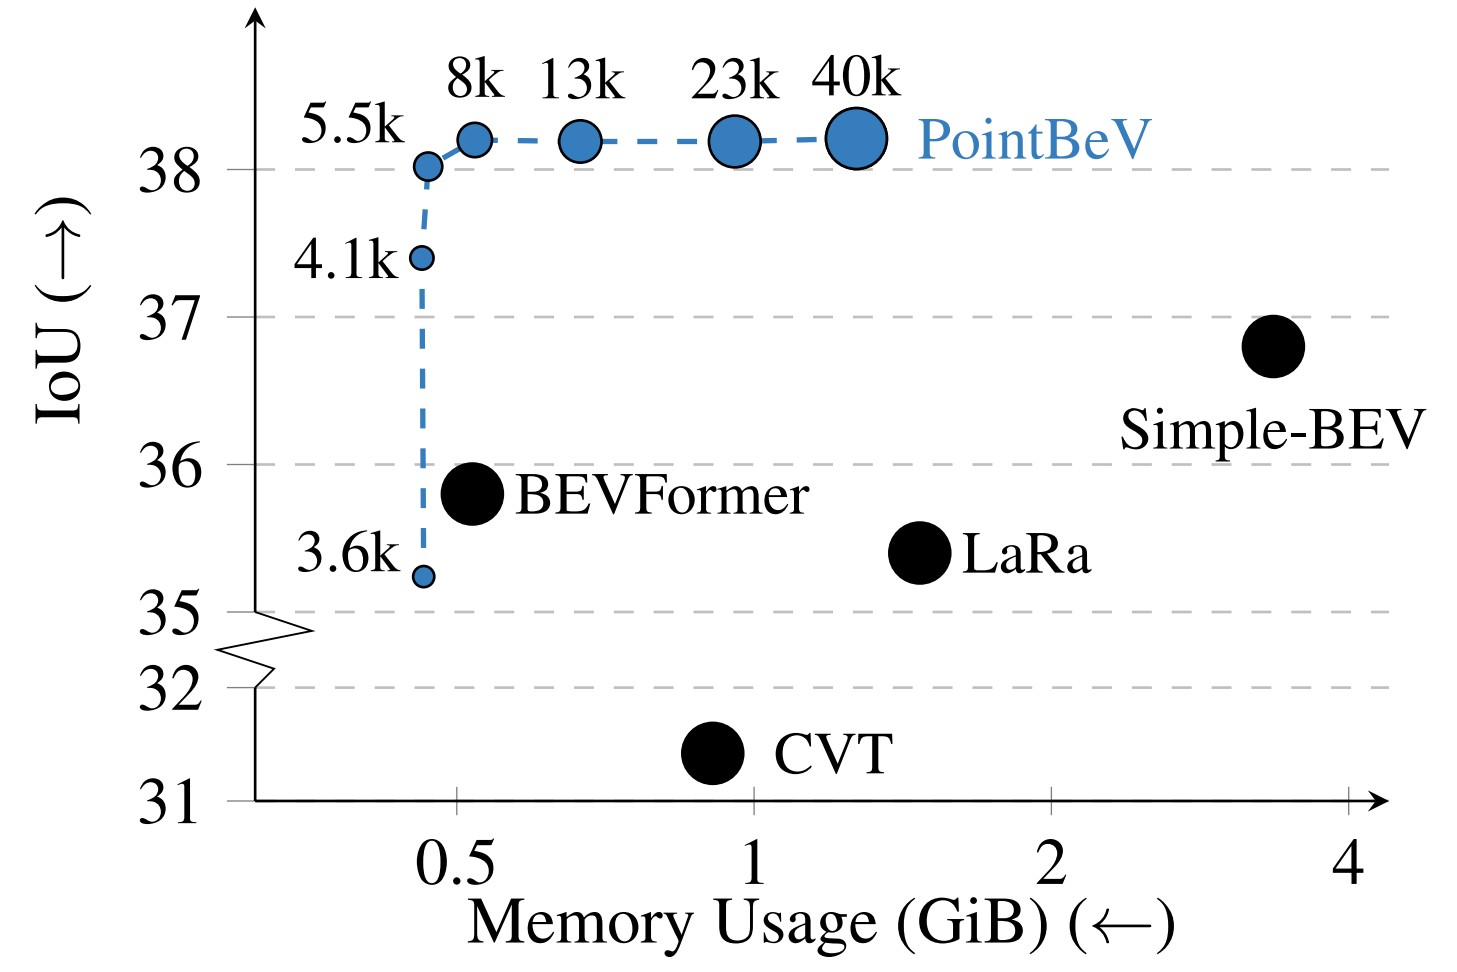 8k 13k 23k 40k
5.5k
PointBeV
38
4.1k
37
IoU (→)
Simple-BEV
36
BEVFormer
3.6k
LaRa
35
32
CVT
31
0.5 1 2 4
Memory Usage (GiB) (←)